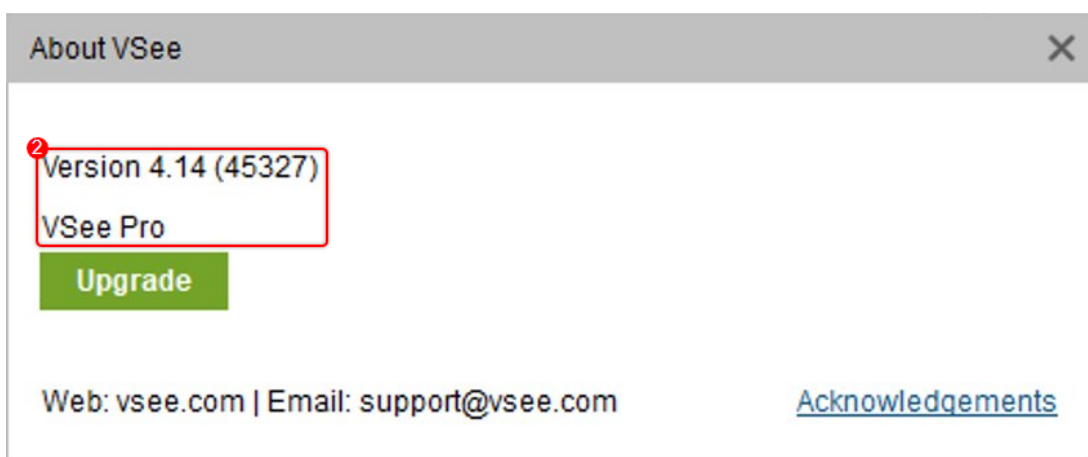 About VSee
2
Version 4.14 (45327)
VSee Pro
Upgrade
Web: vsee.com | Email: support@vsee.com
Acknowledgements